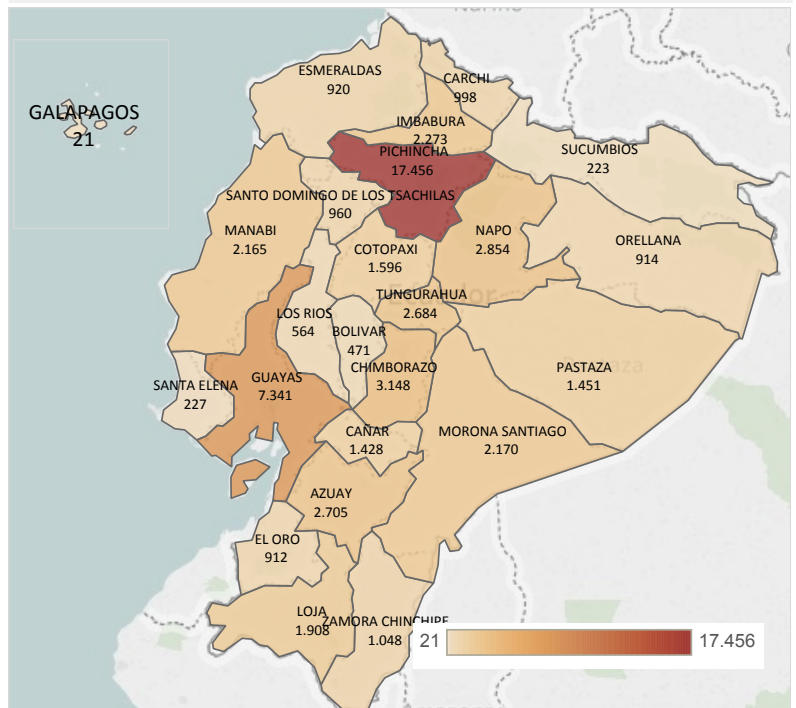 ESMERALDAS
920
CARCHI
998
GALAPAGOS
21
IMBABURA
2.273
PICHINCHA
17.456
SUCUMBIOS
223
SANTO DOMINGO DE LOS TSACHILAS
960
MANABI
2.165
NAPO
2.854
ORELLANA
914
COTOPAXI
1.596
TUNGURAHUA
2.684
LOS RIOS
564
BOLIVAR
471
CHIMBORAZO
3.148
PASTAZA
1.451
SANTA ELENA
227
GUAYAS
7.341
CAÑAR
1.428
MORONA SANTIAGO
2.170
AZUAY
2.705
EL ORO
912
LOJA
1.908
ZAMORA CHINCHIPE
1.048
21
17.456